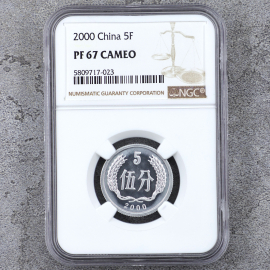 2000 China 5F
PF 67 CAMEO
5809717-023
NUMISMATIC GUARANTY CORPORATION
NGC
5
伍分
2000